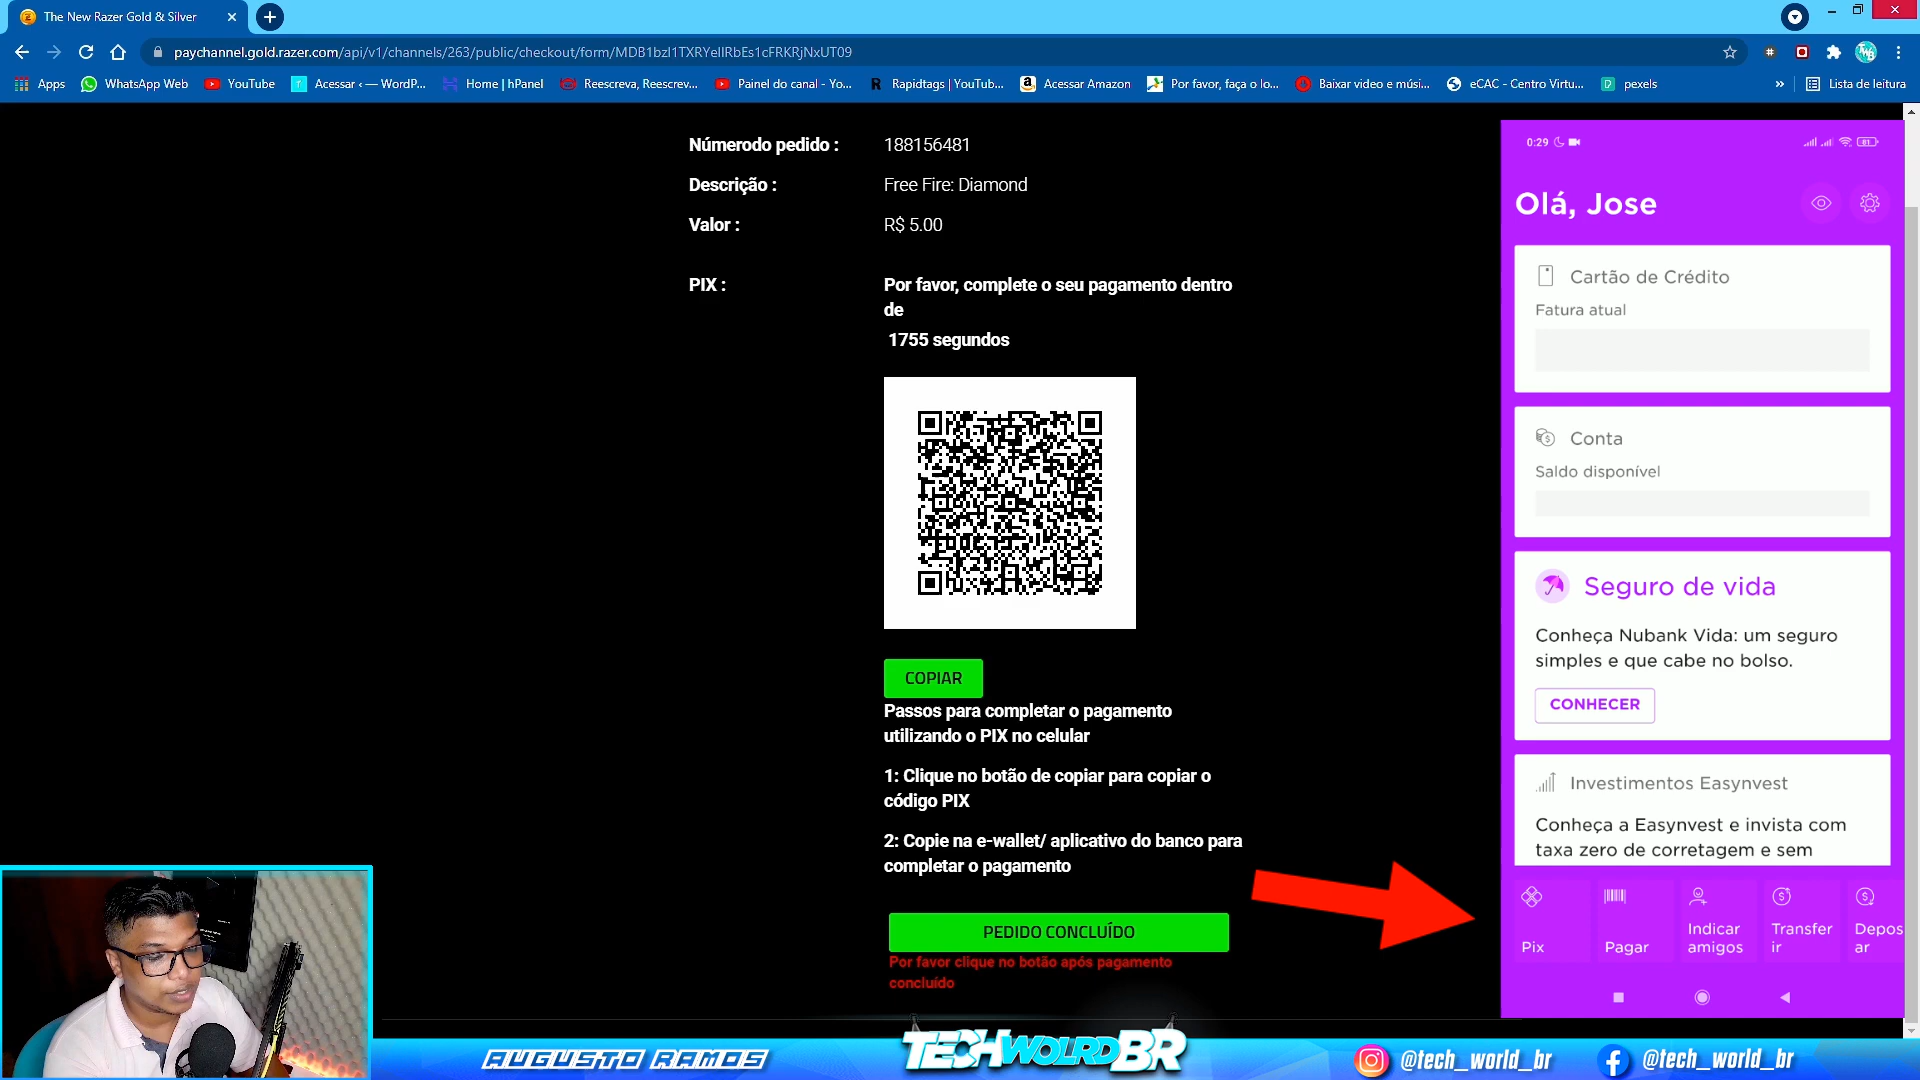 The New Razer Gold & Silver
paychannel.gold.razer.com/api/v1/channels/263/public/checkout/form/MDB1bzl1TXRYellRbEs1cFRKRjNxUT09
Apps
WhatsApp Web
YouTube
Acessar ‹ — WordP...
Home | hPanel
Reescreva, Reescrev...
Painel do canal - Yo...
Rapidtags | YouTub...
Acessar Amazon
Por favor, faça o lo...
Baixar video e músi...
eCAC - Centro Virtu...
pexels
»
Lista de leitura
Númerodo pedido : 188156481
Descrição : Free Fire: Diamond
Valor : R$ 5.00
PIX : Por favor, complete o seu pagamento dentro
de
1755 segundos
COPIAR
Passos para completar o pagamento
utilizando o PIX no celular
1: Clique no botão de copiar para copiar o
código PIX
2: Copie na e-wallet/ aplicativo do banco para
completar o pagamento
PEDIDO CONCLUÍDO
Por favor clique no botão após pagamento
concluído
0:29
81
Olá, Jose
Cartão de Crédito
Fatura atual
Conta
Saldo disponível
Seguro de vida
Conheça Nubank Vida: um seguro
simples e que cabe no bolso.
CONHECER
Investimentos Easynvest
Conheça a Easynvest e invista com
taxa zero de corretagem e sem
Pix
Pagar
Indicar
amigos
Transfer
ir
Depos
ar
AUGUSTO RAMOS
TECHWOLRDBR
@tech_world_br
@tech_world_br